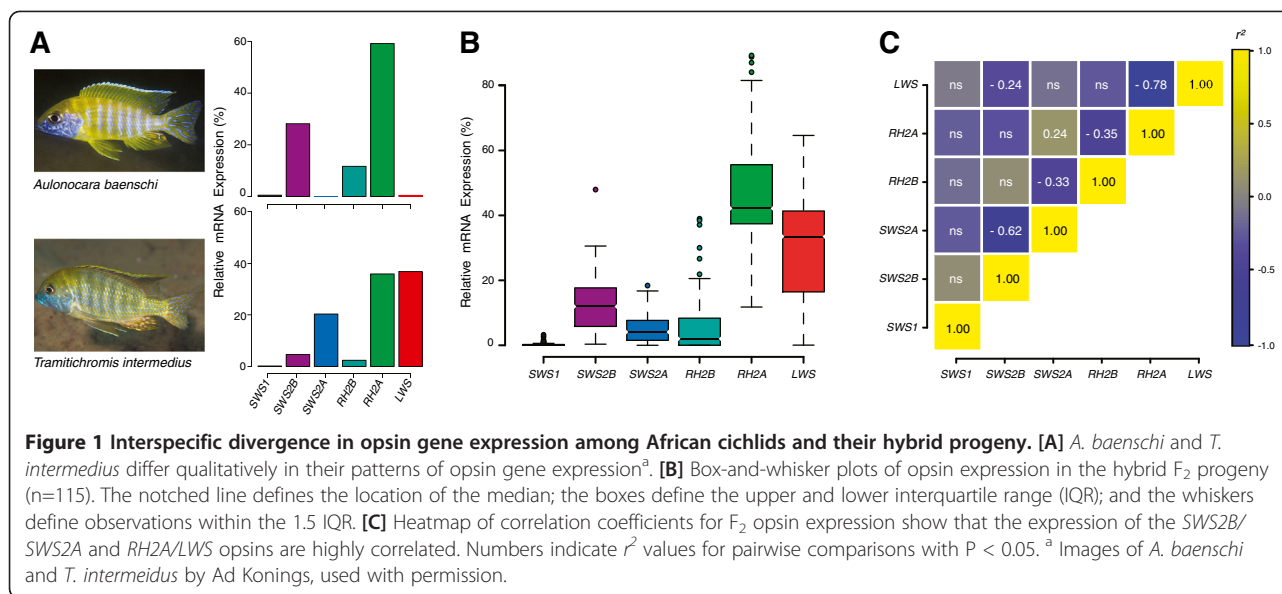 A
Relative mRNA Expression (%)
60
40
20
0
Aulonocara baenschi
60
40
20
0
Tramitichromis intermedius
SWS1 SWS2B SWS2A RH2B RH2A LWS
B
Relative mRNA Expression (%)
80
60
40
20
0
SWS1 SWS2B SWS2A RH2B RH2A LWS
C
r²
LWS ns - 0.24 ns ns - 0.78 1.00
RH2A ns ns 0.24 - 0.35 1.00
RH2B ns ns - 0.33 1.00
SWS2A ns - 0.62 1.00
SWS2B ns 1.00
SWS1 1.00
SWS1 SWS2B SWS2A RH2B RH2A LWS
1.0
0.5
0.0
-0.5
-1.0
Figure 1 Interspecific divergence in opsin gene expression among African cichlids and their hybrid progeny. [A] A. baenschi and T.
intermedius differ qualitatively in their patterns of opsin gene expressionᵃ. [B] Box-and-whisker plots of opsin expression in the hybrid F₂ progeny
(n=115). The notched line defines the location of the median; the boxes define the upper and lower interquartile range (IQR); and the whiskers
define observations within the 1.5 IQR. [C] Heatmap of correlation coefficients for F₂ opsin expression show that the expression of the SWS2B/
SWS2A and RH2A/LWS opsins are highly correlated. Numbers indicate r² values for pairwise comparisons with P < 0.05. ᵃ Images of A. baenschi
and T. intermeidus by Ad Konings, used with permission.